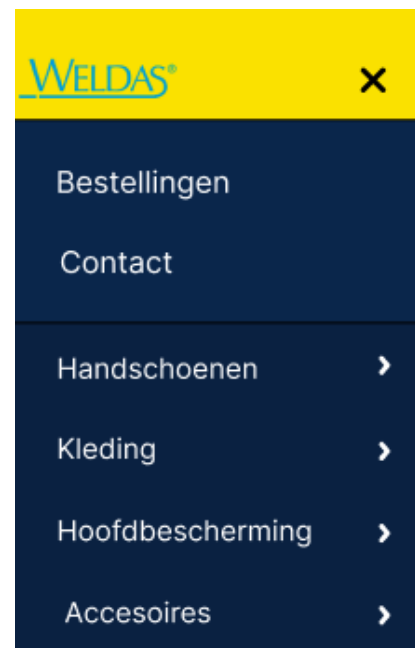 WELDAS®
Bestellingen
Contact
Handschoenen
Kleding
Hoofdbescherming
Accesoires